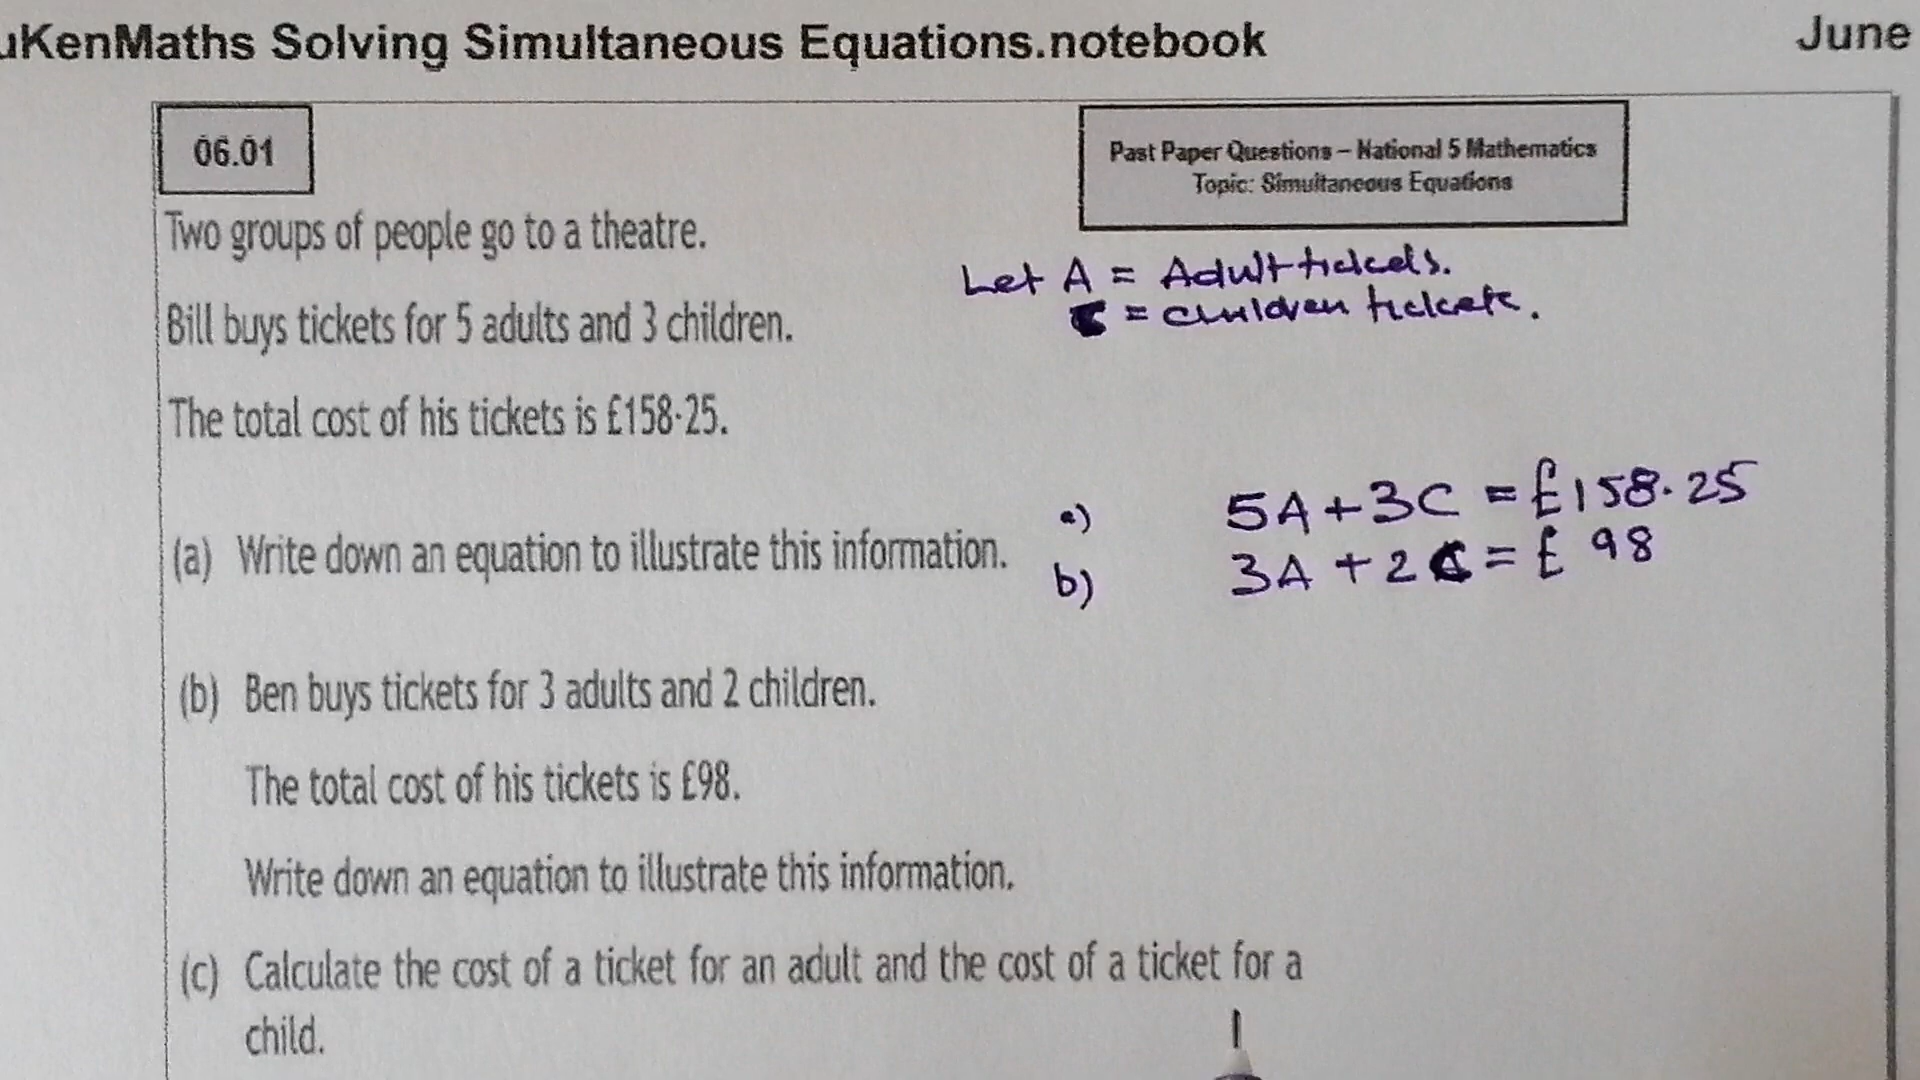 uKenMaths Solving Simultaneous Equations.notebook
June
06.01
Past Paper Questions – National 5 Mathematics
Topic: Simultaneous Equations
Two groups of people go to a theatre.
Let A = Adult tickets.
C = children tickets.
Bill buys tickets for 5 adults and 3 children.
The total cost of his tickets is £158·25.
a) 5A + 3C = £158.25
(a) Write down an equation to illustrate this information.
b) 3A + 2C = £ 98
(b) Ben buys tickets for 3 adults and 2 children.
The total cost of his tickets is £98.
Write down an equation to illustrate this information.
(c) Calculate the cost of a ticket for an adult and the cost of a ticket for a
child.